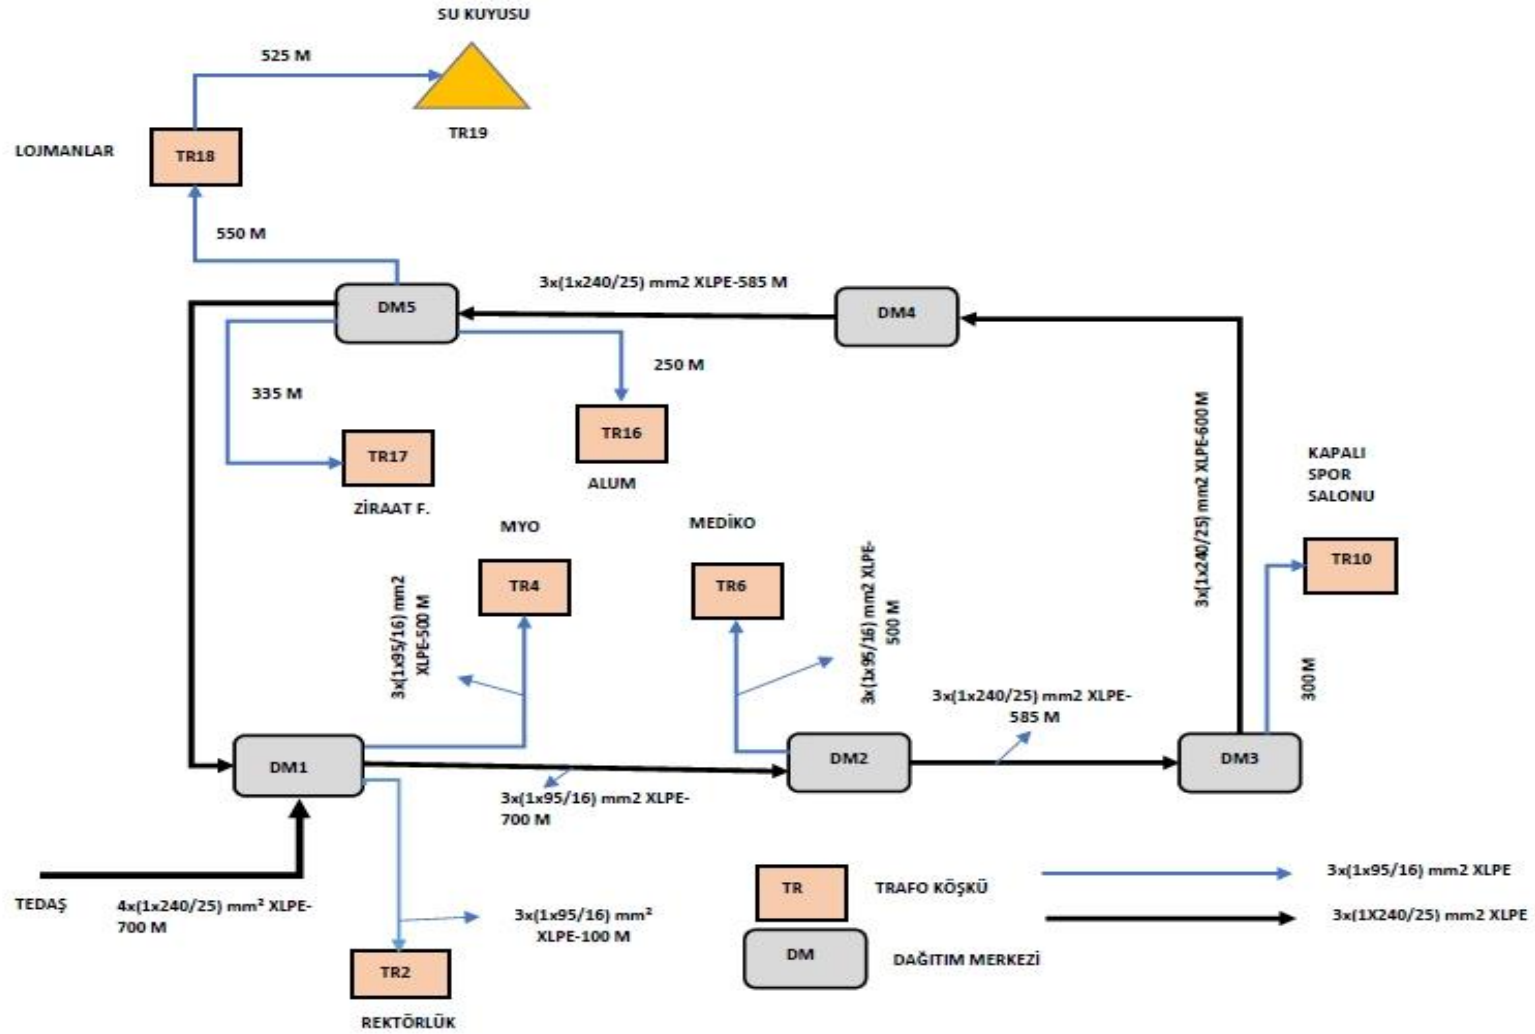 SU KUYUSU
525 M
TR19
LOJMANLAR
TR18
550 M
3x(1x240/25) mm2 XLPE-585 M
DM5
DM4
250 M
335 M
TR16
ALUM
TR17
ZİRAAT F.
3x(1x240/25) mm2 XLPE-600 M
KAPALI
SPOR
SALONU
TR10
300 M
MYO
MEDİKO
TR4
TR6
3x(1x95/16) mm2
XLPE-500 M
3x(1x95/16) mm2 XLPE-
500 M
3x(1x240/25) mm2 XLPE-
585 M
DM1
DM2
DM3
3x(1x95/16) mm2 XLPE-
700 M
TEDAŞ
4x(1x240/25) mm² XLPE-
700 M
3x(1x95/16) mm²
XLPE-100 M
TR2
REKTÖRLÜK
TR
TRAFO KÖŞKÜ
3x(1x95/16) mm2 XLPE
3x(1X240/25) mm2 XLPE
DM
DAĞITIM MERKEZİ